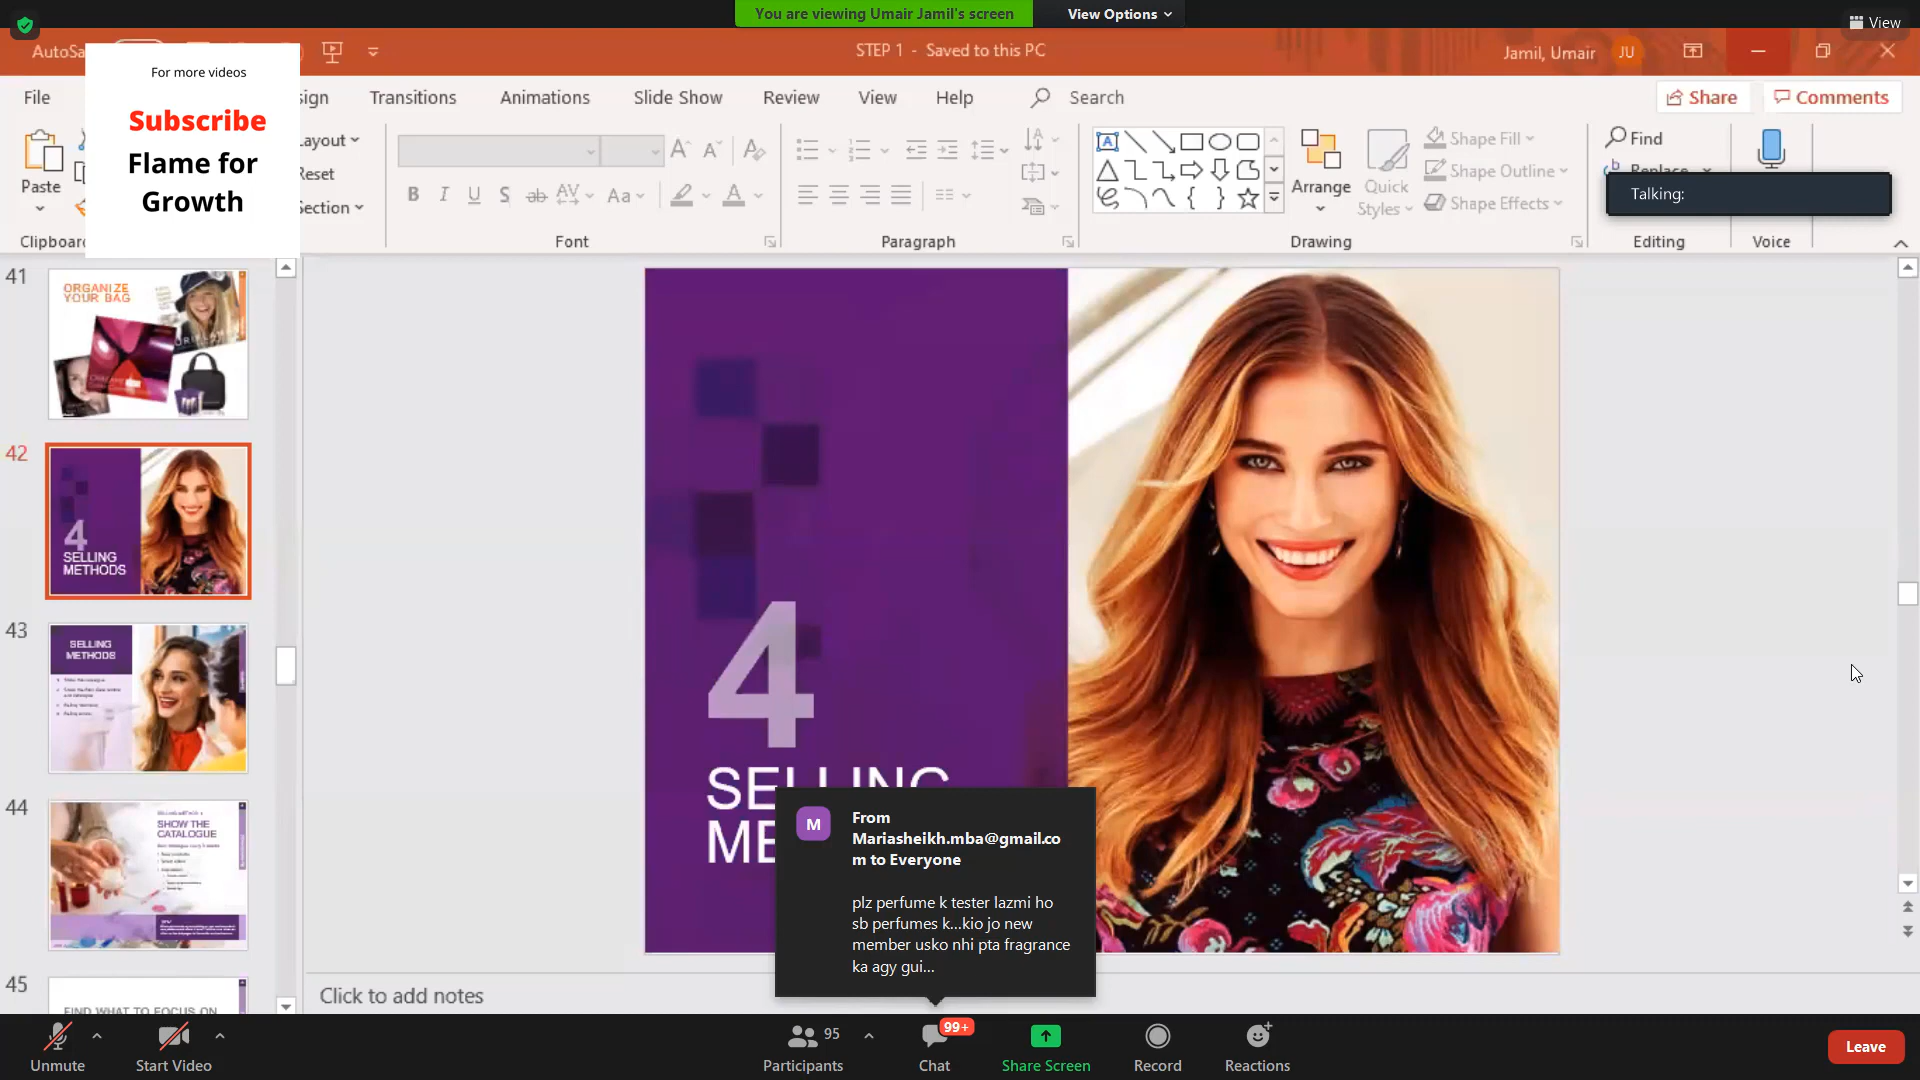 You are viewing Umair Jamil's screen
View Options
View
AutoSa
STEP 1 - Saved to this PC
Jamil, Umair
JU
For more videos
Subscribe
Flame for
Growth
File
sign
Transitions
Animations
Slide Show
Review
View
Help
Search
Share
Comments
Paste
Layout
Reset
Section
Quick
Styles
Arrange
Shape Fill
Shape Outline
Shape Effects
Find
Replace
Talking:
Clipboard
Font
Paragraph
Drawing
Editing
Voice
41
ORGANIZE
YOUR BAG
42
4
SELLING
METHODS
43
SELLING
METHODS
44
SHOW THE
CATALOGUE
45
FIND WHAT TO FOCUS ON
4
SELLING
ME
M
From
Mariasheikh.mba@gmail.co
m to Everyone
plz perfume k tester lazmi ho
sb perfumes k...kio jo new
member usko nhi pta fragrance
ka agy gui...
Click to add notes
Unmute
Start Video
95
Participants
99+
Chat
Share Screen
Record
Reactions
Leave